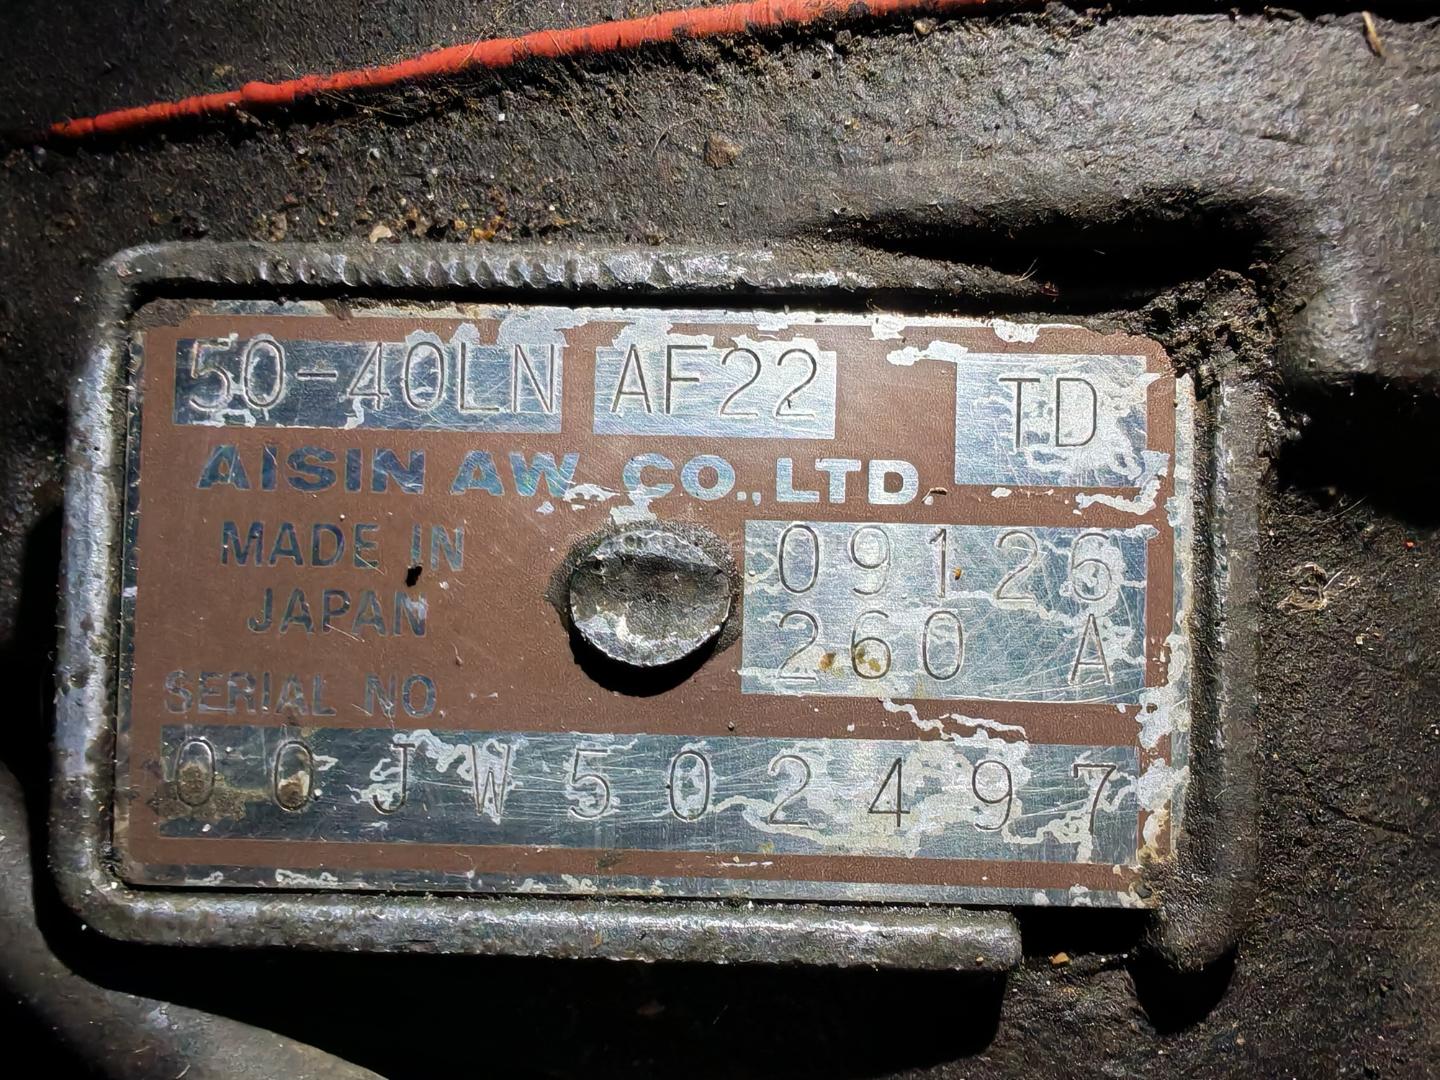 50-40LN AF22 TD
AISIN AW CO., LTD.
MADE IN
JAPAN
09126
260 A
SERIAL NO
00JW502497